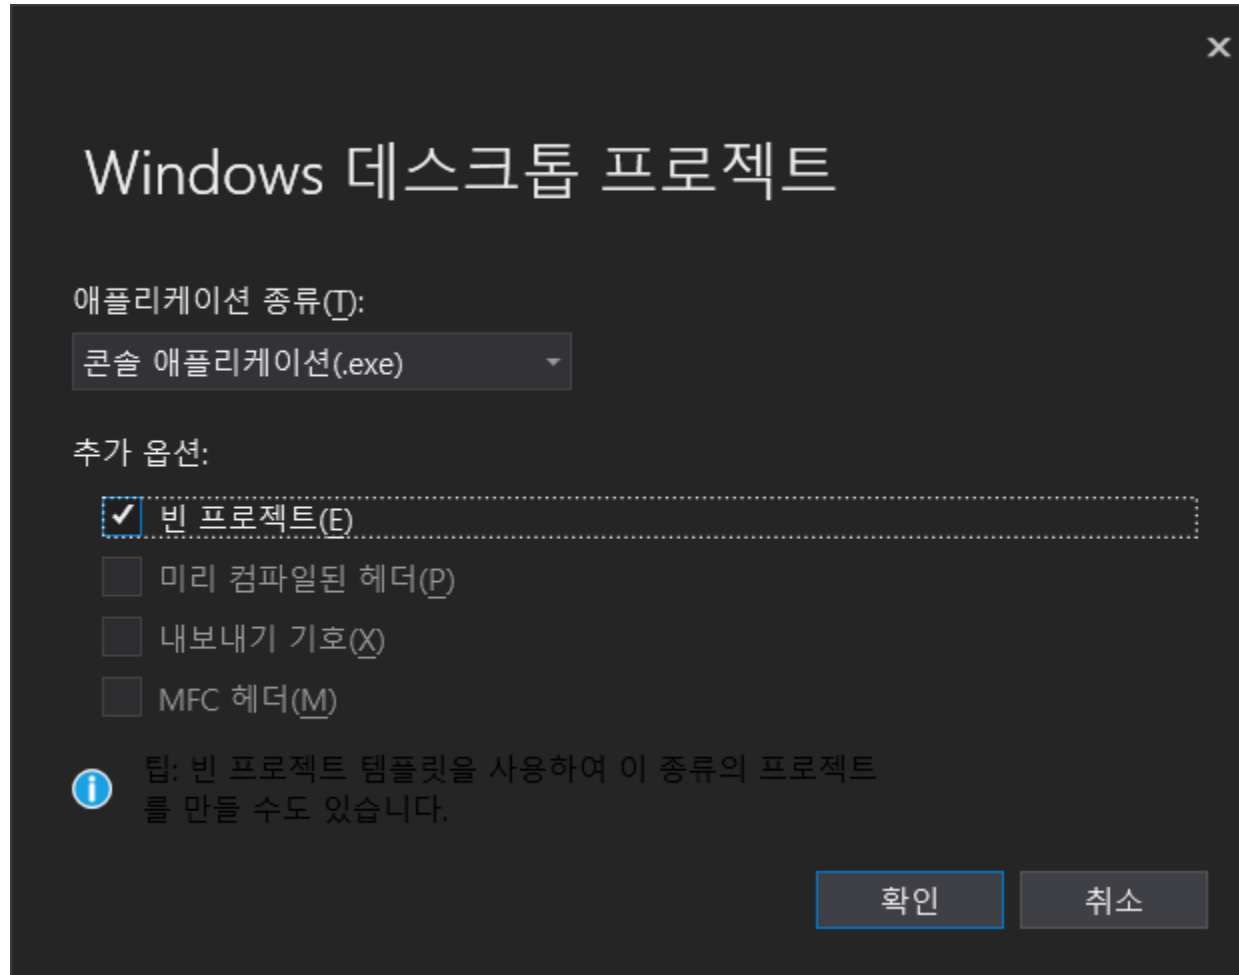 Windows 데스크톱 프로젝트
애플리케이션 종류(T):
콘솔 애플리케이션(.exe)
추가 옵션:
빈 프로젝트(E)
미리 컴파일된 헤더(P)
내보내기 기호(X)
MFC 헤더(M)
팁: 빈 프로젝트 템플릿을 사용하여 이 종류의 프로젝트
를 만들 수도 있습니다.
확인 취소